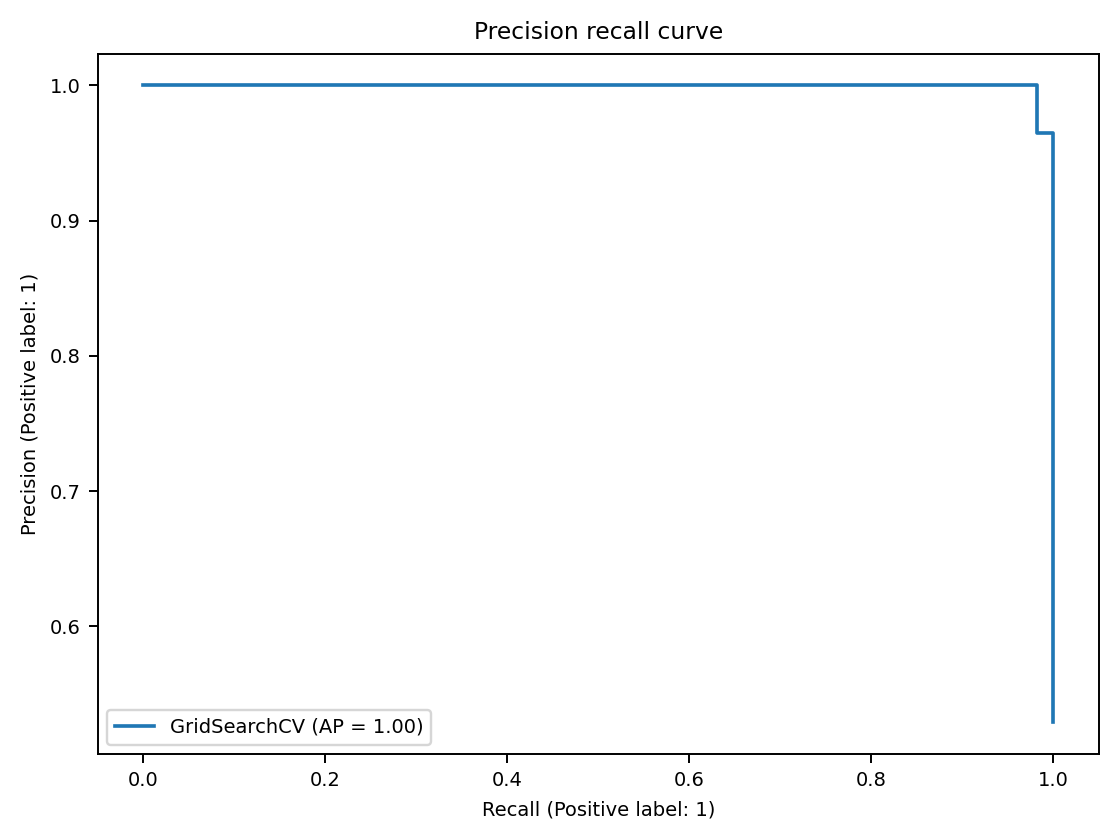 Precision recall curve
1.0
0.9
0.8
0.7
0.6
Precision (Positive label: 1)
GridSearchCV (AP = 1.00)
0.0 0.2 0.4 0.6 0.8 1.0
Recall (Positive label: 1)